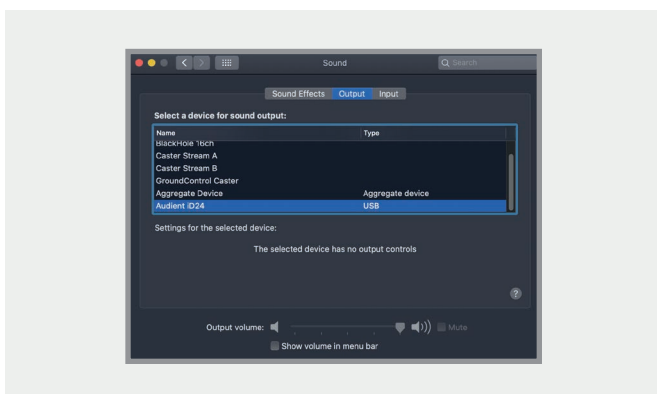 Sound
Search
Sound Effects Output Input
Select a device for sound output:
Name Type
BlackHole 16ch
Caster Stream A
Caster Stream B
GroundControl Caster
Aggregate Device Aggregate device
Audient iD24 USB
Settings for the selected device:
The selected device has no output controls
?
Output volume: Mute
Show volume in menu bar